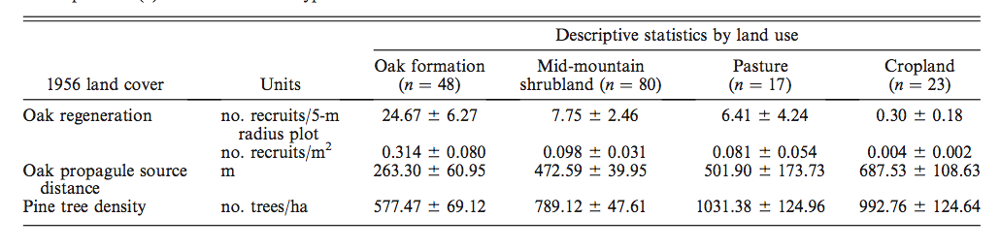 Descriptive statistics by land use
1956 land cover Units Oak formation (n = 48) Mid-mountain shrubland (n = 80) Pasture (n = 17) Cropland (n = 23)
Oak regeneration no. recruits/5-m radius plot 24.67 ± 6.27 7.75 ± 2.46 6.41 ± 4.24 0.30 ± 0.18
no. recruits/m² 0.314 ± 0.080 0.098 ± 0.031 0.081 ± 0.054 0.004 ± 0.002
Oak propagule source distance m 263.30 ± 60.95 472.59 ± 39.95 501.90 ± 173.73 687.53 ± 108.63
Pine tree density no. trees/ha 577.47 ± 69.12 789.12 ± 47.61 1031.38 ± 124.96 992.76 ± 124.64